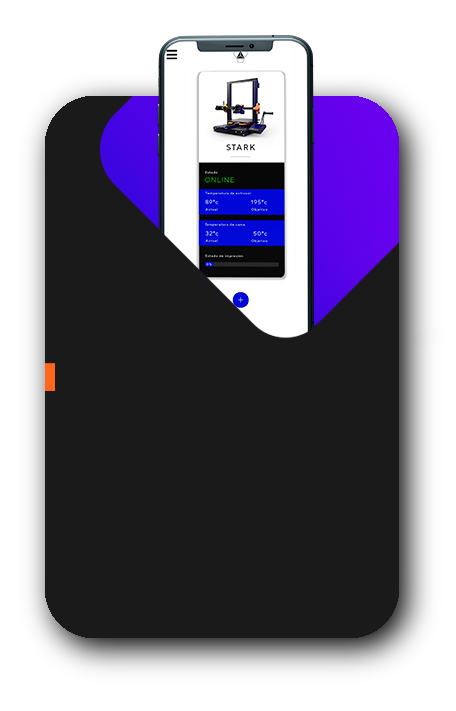 STARK
Estado
ONLINE
Temperatura de extrusor
89°c 195°c
Actual Objetivo
Temperatura de cama
32°c 50°c
Actual Objetivo
Estado de impresión
0%